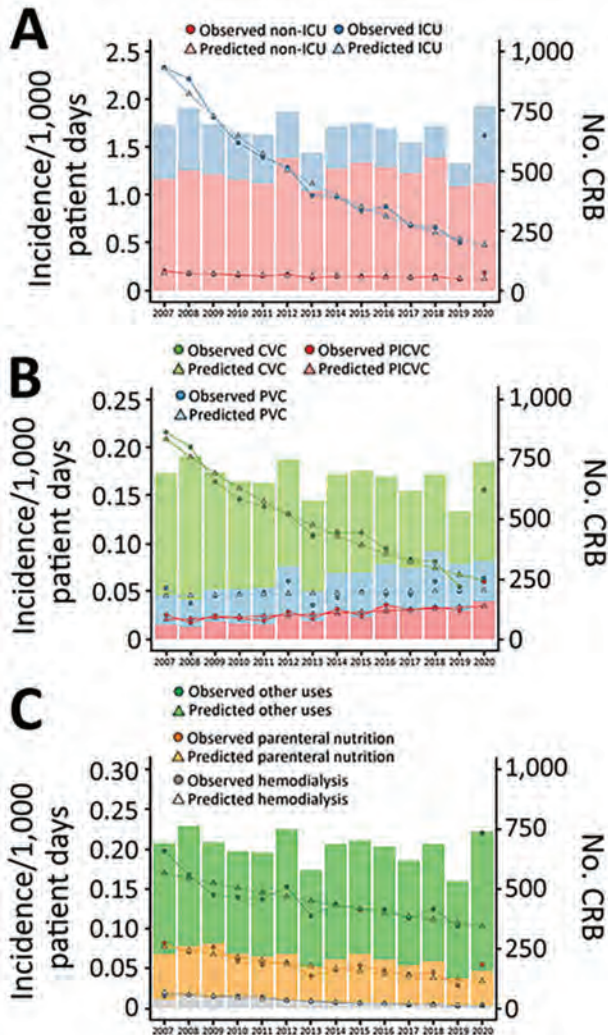 A
Observed non-ICU Observed ICU
Predicted non-ICU Predicted ICU
Incidence/1,000 patient days
2.5
2.0
1.5
1.0
0.5
0
No. CRB
1,000
750
500
250
0
2007 2008 2009 2010 2011 2012 2013 2014 2015 2016 2017 2018 2019 2020
B
Observed CVC Observed PICVC
Predicted CVC Predicted PICVC
Observed PVC
Predicted PVC
Incidence/1,000 patient days
0.25
0.20
0.15
0.10
0.05
0
No. CRB
1,000
750
500
250
0
2007 2008 2009 2010 2011 2012 2013 2014 2015 2016 2017 2018 2019 2020
C
Observed other uses
Predicted other uses
Observed parenteral nutrition
Predicted parenteral nutrition
Observed hemodialysis
Predicted hemodialysis
Incidence/1,000 patient days
0.30
0.25
0.20
0.15
0.10
0.05
0
No. CRB
1,000
750
500
250
0
2007 2008 2009 2010 2011 2012 2013 2014 2015 2016 2017 2018 2019 2020